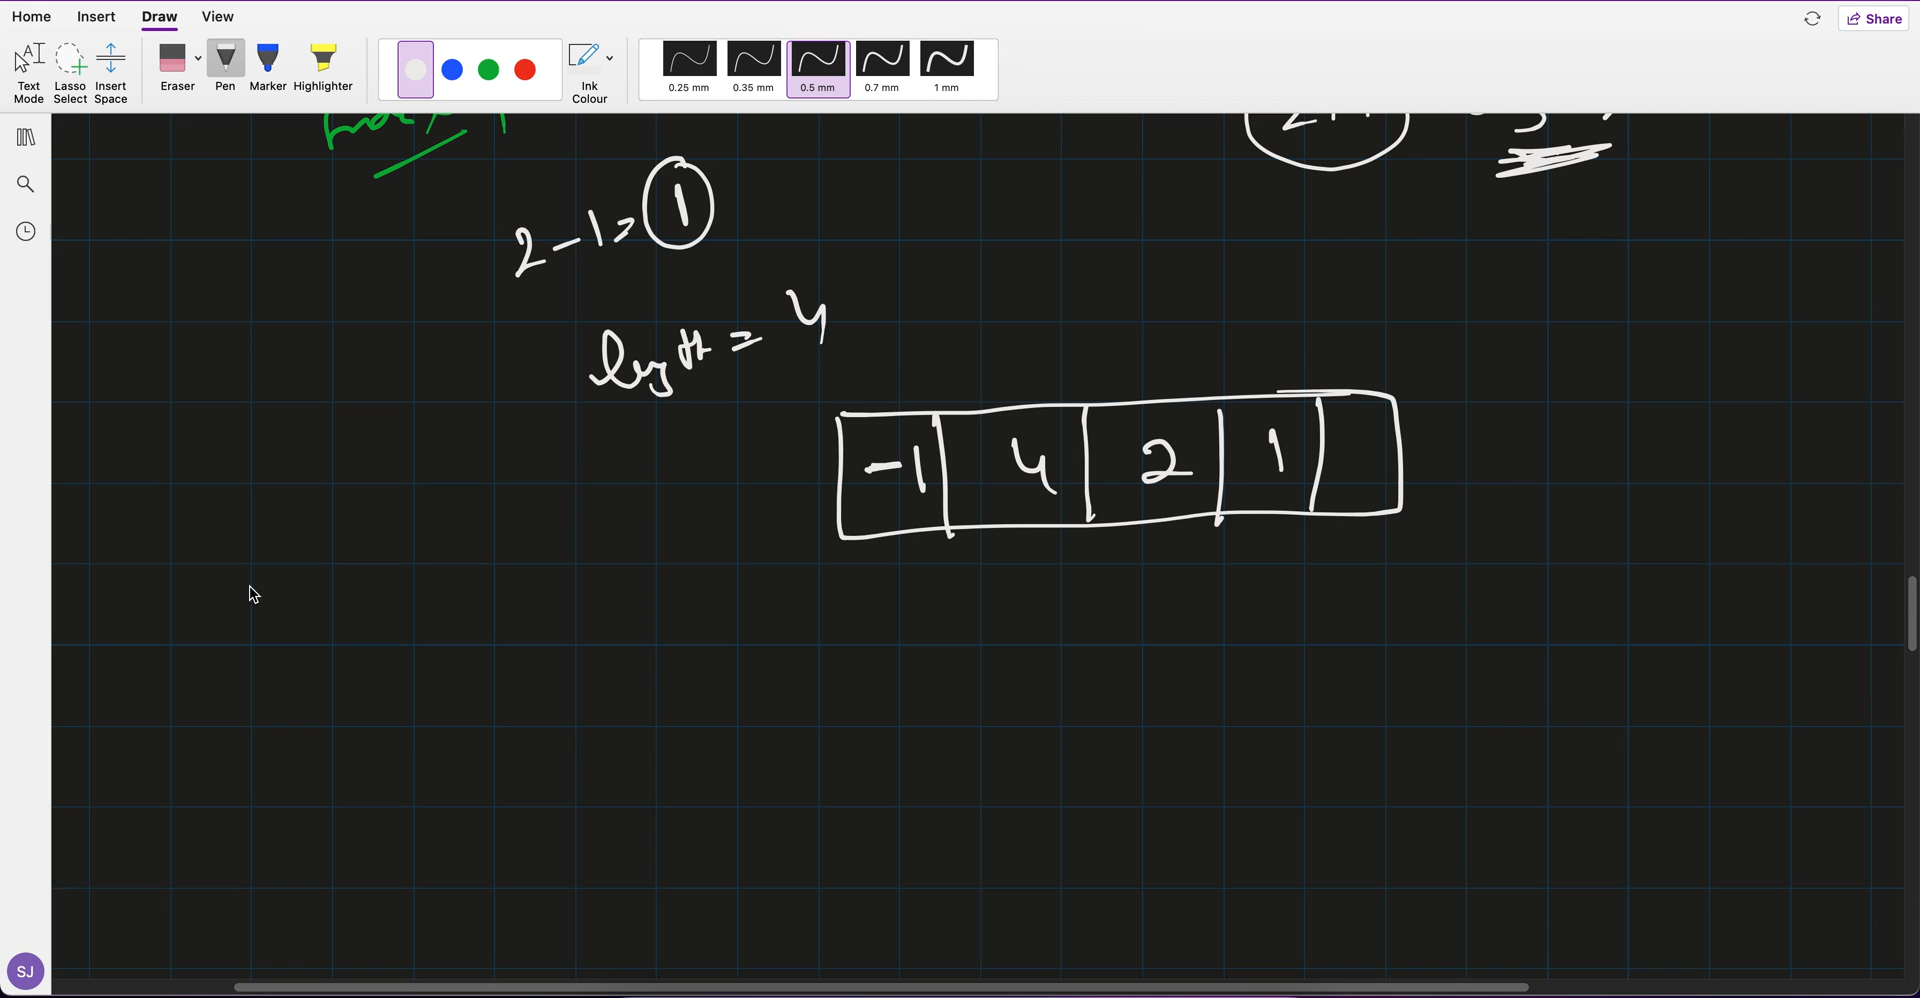 Home Insert Draw View
Share
Text Mode
Lasso Select
Insert Space
Eraser
Pen
Marker
Highlighter
Ink Colour
0.25 mm
0.35 mm
0.5 mm
0.7 mm
1 mm
2 - 1 = 1
= 4
-1 4 2 1
SJ